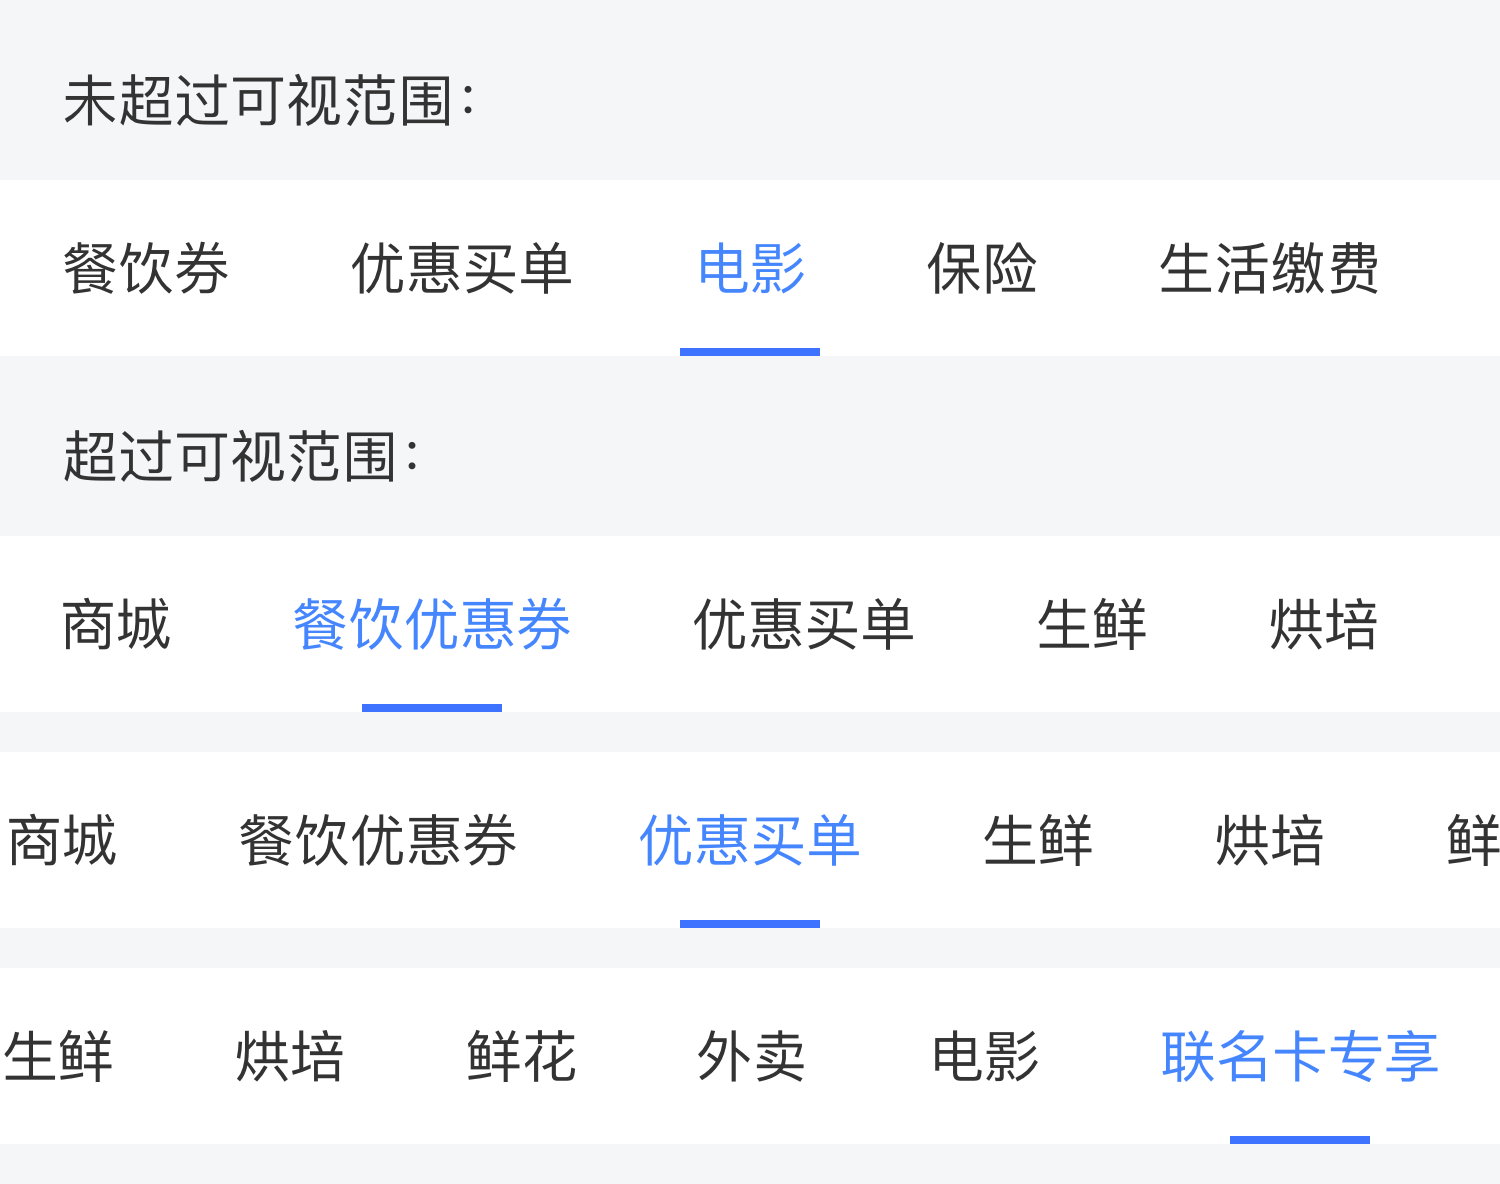 未超过可视范围：
餐饮券 优惠买单 电影 保险 生活缴费
超过可视范围：
商城 餐饮优惠券 优惠买单 生鲜 烘培
商城 餐饮优惠券 优惠买单 生鲜 烘培 鲜
生鲜 烘培 鲜花 外卖 电影 联名卡专享